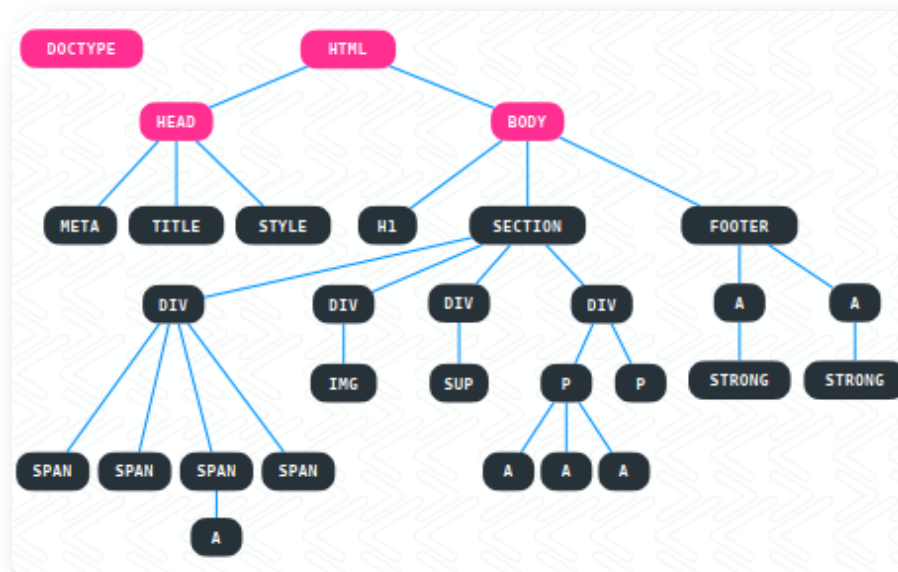 DOCTYPE HTML
HEAD BODY
META TITLE STYLE H1 SECTION FOOTER
DIV DIV DIV DIV A A
IMG SUP P P STRONG STRONG
SPAN SPAN SPAN SPAN A A A
A